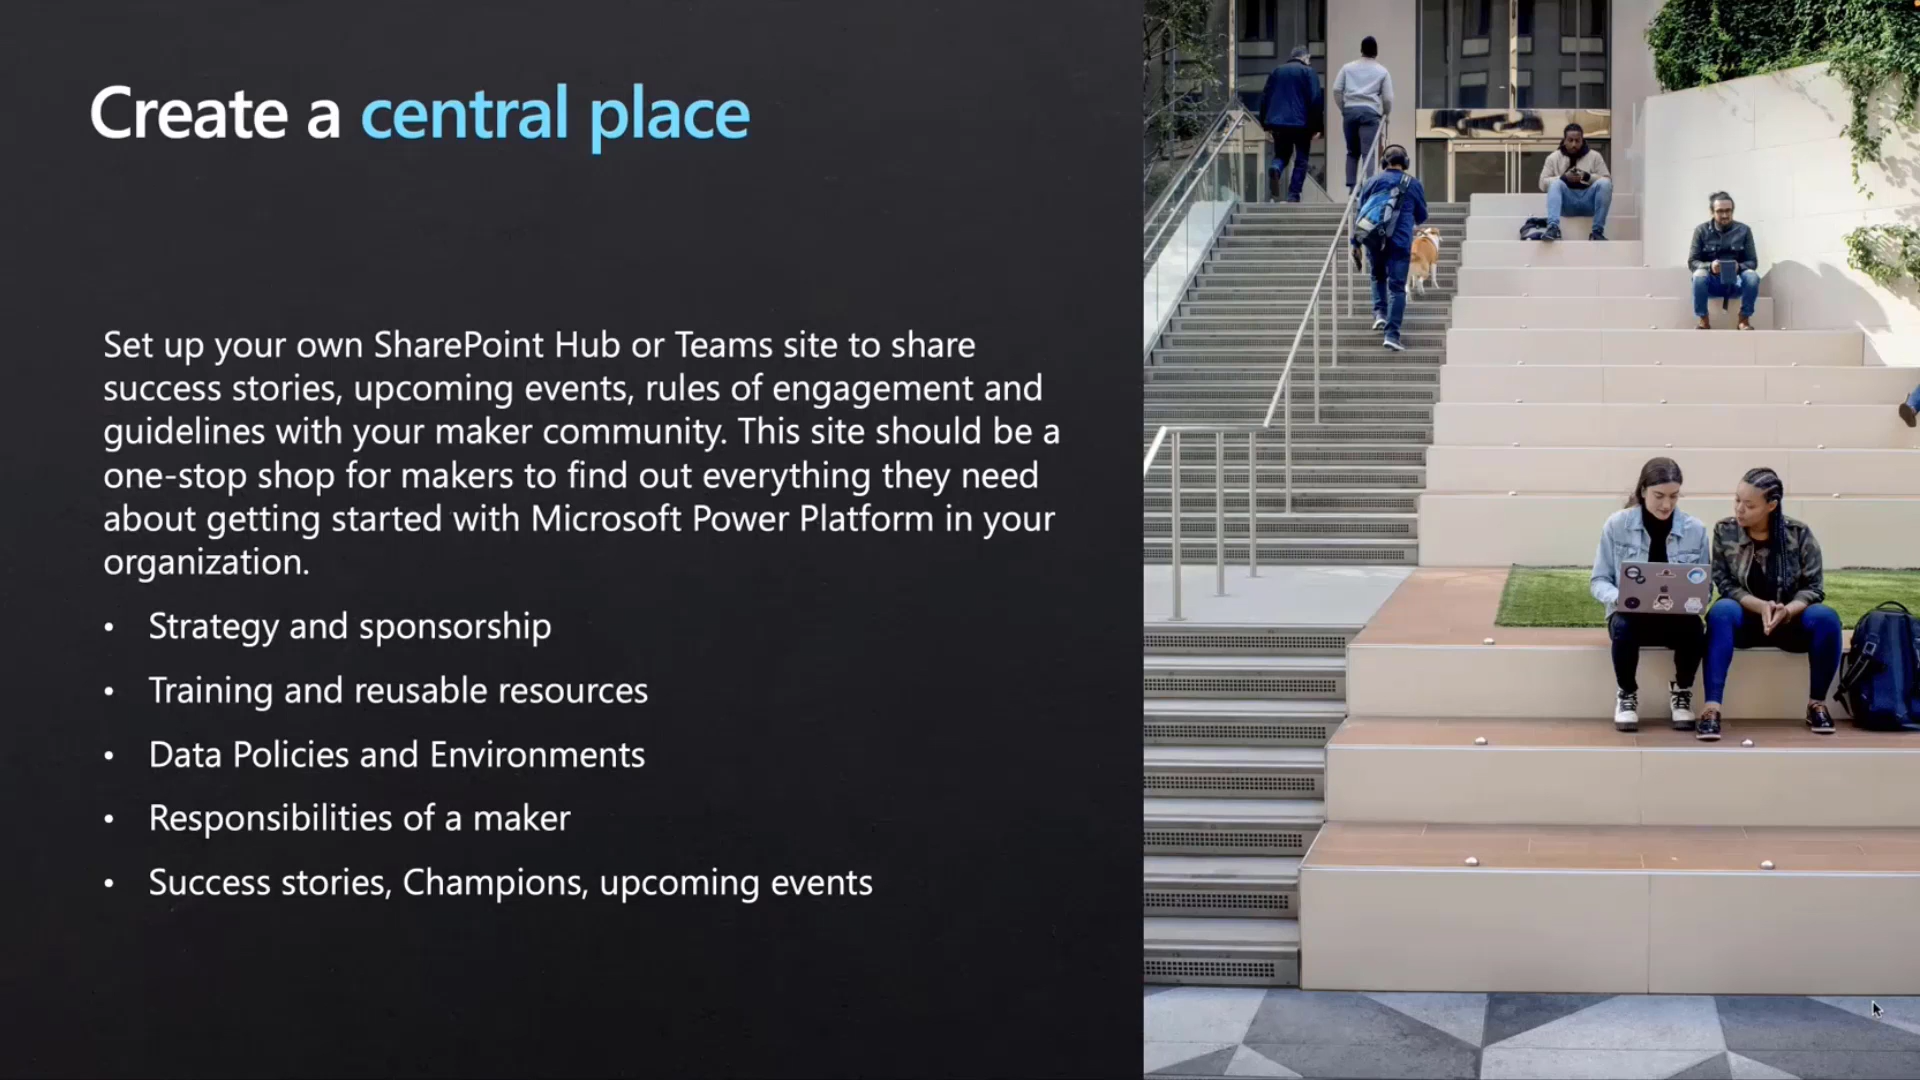 Create a central place
Set up your own SharePoint Hub or Teams site to share
success stories, upcoming events, rules of engagement and
guidelines with your maker community. This site should be a
one-stop shop for makers to find out everything they need
about getting started with Microsoft Power Platform in your
organization.
• Strategy and sponsorship
• Training and reusable resources
• Data Policies and Environments
• Responsibilities of a maker
• Success stories, Champions, upcoming events